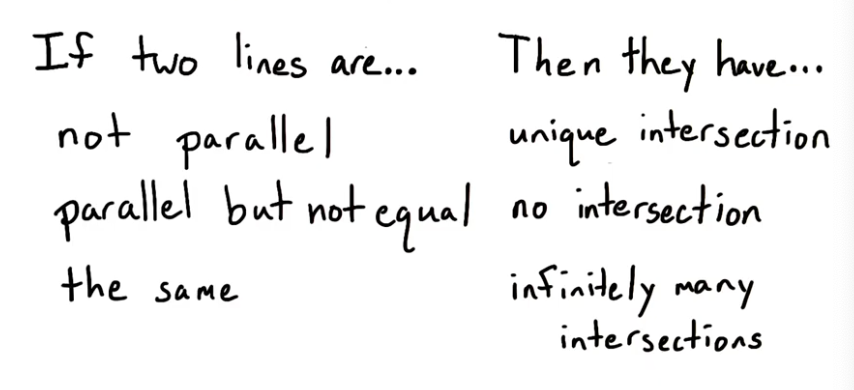 If two lines are... Then they have...
not parallel unique intersection
parallel but not equal no intersection
the same infinitely many
intersections